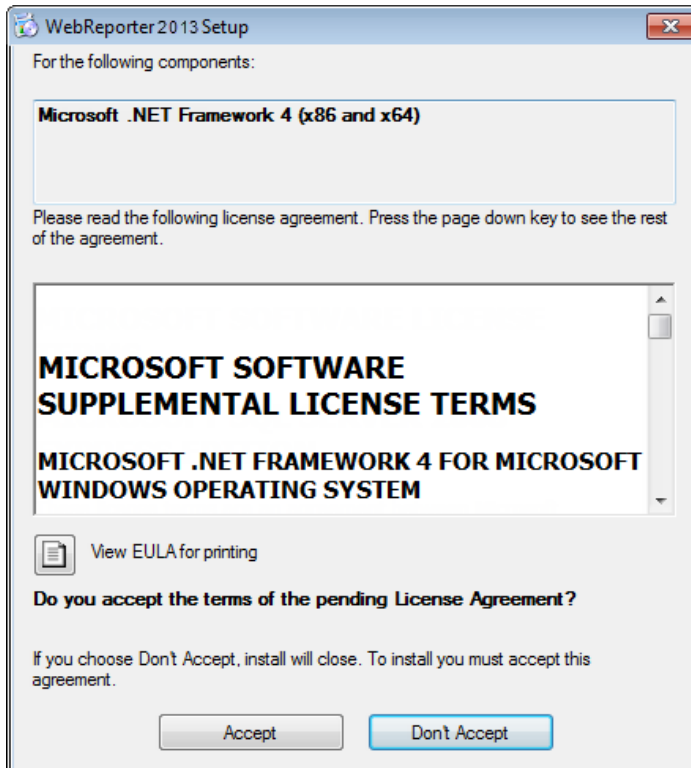 WebReporter 2013 Setup
For the following components:
Microsoft .NET Framework 4 (x86 and x64)
Please read the following license agreement. Press the page down key to see the rest
of the agreement.
MICROSOFT SOFTWARE
SUPPLEMENTAL LICENSE TERMS
MICROSOFT .NET FRAMEWORK 4 FOR MICROSOFT
WINDOWS OPERATING SYSTEM
View EULA for printing
Do you accept the terms of the pending License Agreement?
If you choose Don't Accept, install will close. To install you must accept this
agreement.
Accept
Don't Accept